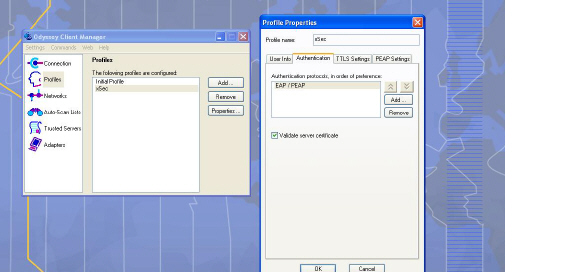 Odyssey Client Manager
Settings Commands Web Help
Connection
Profiles
Networks
Auto-Scan Lists
Trusted Servers
Adapters
Profiles
The following profiles are configured:
Initial Profile
xSec
Add ...
Remove
Properties ...
Profile Properties
Profile name: xSec
User Info Authentication TTLS Settings PEAP Settings
Authentication protocols, in order of preference:
EAP / PEAP
Add ...
Remove
Validate server certificate
OK Cancel